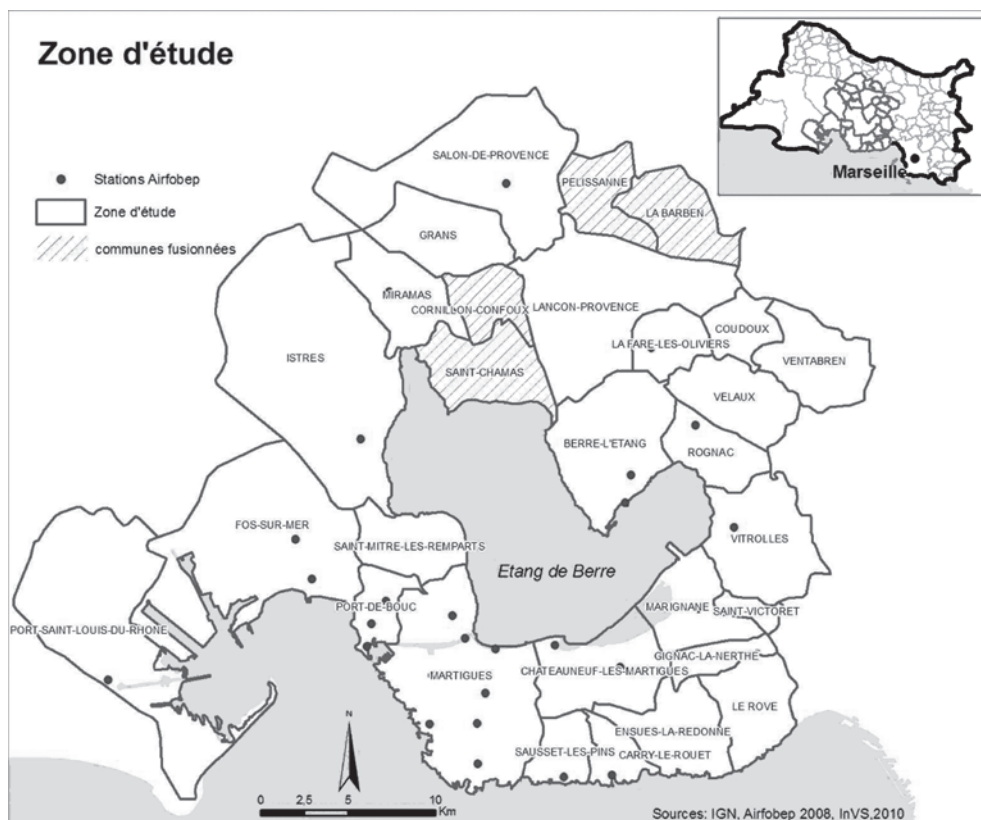 Zone d'étude
Stations Airfobep
Zone d'étude
communes fusionnées
Marseille
SALON-DE-PROVENCE
PELISSANNE
LA BARBEN
GRANS
MIRAMAS
CORNILLON-CONFOUX
LANCON-PROVENCE
COUDOUX
LA FARE-LES-OLIVIERS
VENTABREN
ISTRES
SAINT-CHAMAS
VELAUX
BERRE-L'ETANG
ROGNAC
FOS-SUR-MER
SAINT-MITRE-LES-REMPARTS
VITROLLES
Etang de Berre
PORT-DE-BOUC
MARIGNANE
SAINT-VICTORET
PORT-SAINT-LOUIS-DU-RHONE
GIGNAC-LA-NERTHE
MARTIGUES
CHATEAUNEUF-LES-MARTIGUES
LE ROVE
ENSUES-LA-REDONNE
SAUSSET-LES-PINS
CARRY-LE-ROUET
N
0 2,5 5 10
Km
Sources: IGN, Airfobep 2008, InVS,2010